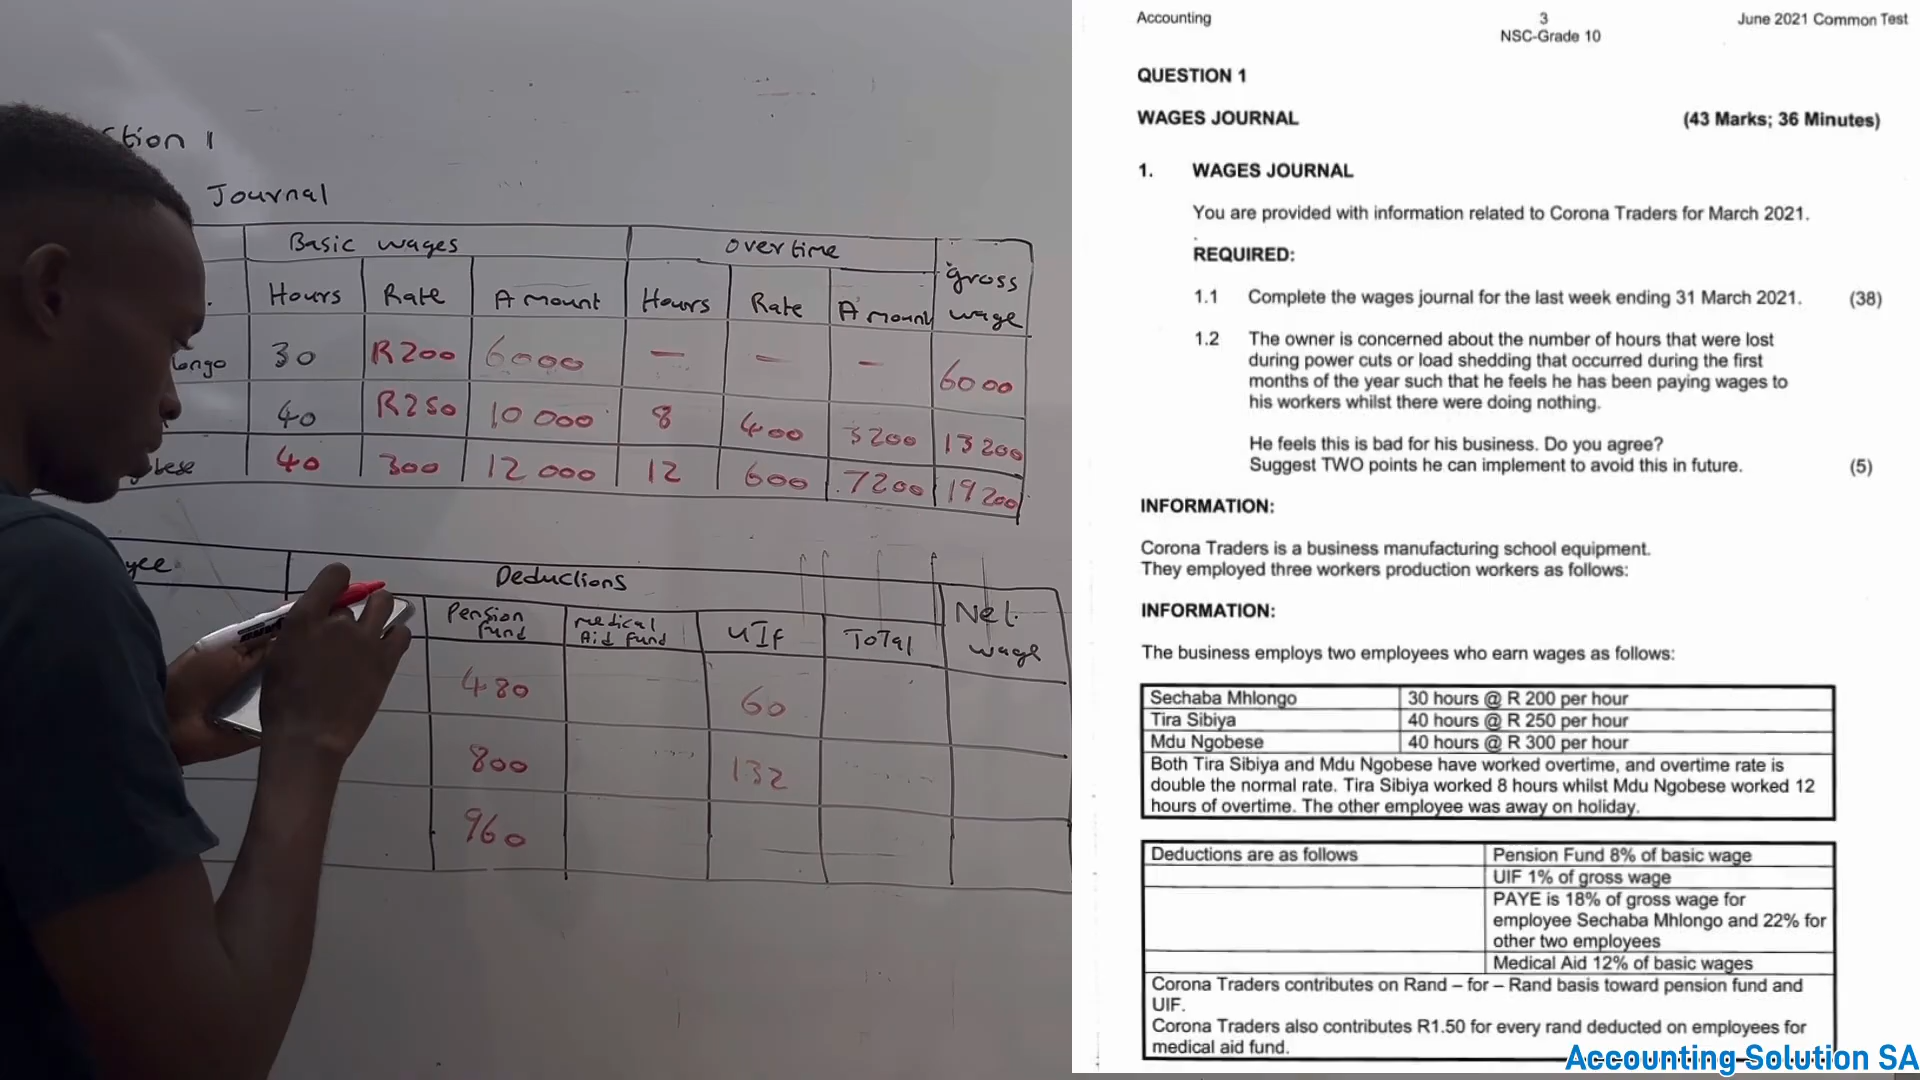 stion 1
Journal
Basic wages
overtime
gross
wage
Hours
Rate
Amount
Hours
Rate
Amount
longo
30
R200
6000
—
—
—
6000
40
R250
10 000
8
400
3200
13 200
bese
40
300
12 000
12
600
7200
19 200
yee
Deductions
Net
wage
Pension
fund
medical
Aid fund
UIf
ToTal
480
60
800
132
960
Accounting
3
June 2021 Common Test
NSC-Grade 10
QUESTION 1
WAGES JOURNAL
(43 Marks; 36 Minutes)
1. WAGES JOURNAL
You are provided with information related to Corona Traders for March 2021.
REQUIRED:
1.1 Complete the wages journal for the last week ending 31 March 2021. (38)
1.2 The owner is concerned about the number of hours that were lost
during power cuts or load shedding that occurred during the first
months of the year such that he feels he has been paying wages to
his workers whilst there were doing nothing.
He feels this is bad for his business. Do you agree?
Suggest TWO points he can implement to avoid this in future. (5)
INFORMATION:
Corona Traders is a business manufacturing school equipment.
They employed three workers production workers as follows:
INFORMATION:
The business employs two employees who earn wages as follows:
Sechaba Mhlongo 30 hours @ R 200 per hour
Tira Sibiya 40 hours @ R 250 per hour
Mdu Ngobese 40 hours @ R 300 per hour
Both Tira Sibiya and Mdu Ngobese have worked overtime, and overtime rate is
double the normal rate. Tira Sibiya worked 8 hours whilst Mdu Ngobese worked 12
hours of overtime. The other employee was away on holiday.
Deductions are as follows Pension Fund 8% of basic wage
UIF 1% of gross wage
PAYE is 18% of gross wage for
employee Sechaba Mhlongo and 22% for
other two employees
Medical Aid 12% of basic wages
Corona Traders contributes on Rand – for – Rand basis toward pension fund and
UIF.
Corona Traders also contributes R1.50 for every rand deducted on employees for
medical aid fund.
Accounting Solution SA